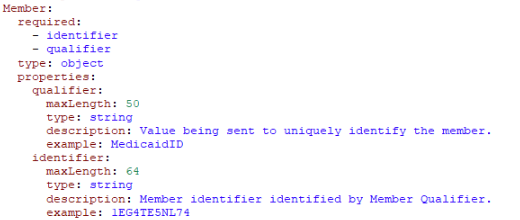 Member:
  required:
    - identifier
    - qualifier
  type: object
  properties:
    qualifier:
      maxLength: 50
      type: string
      description: Value being sent to uniquely identify the member.
      example: MedicaidID
    identifier:
      maxLength: 64
      type: string
      description: Member identifier identified by Member Qualifier.
      example: 1EG4TE5NL74